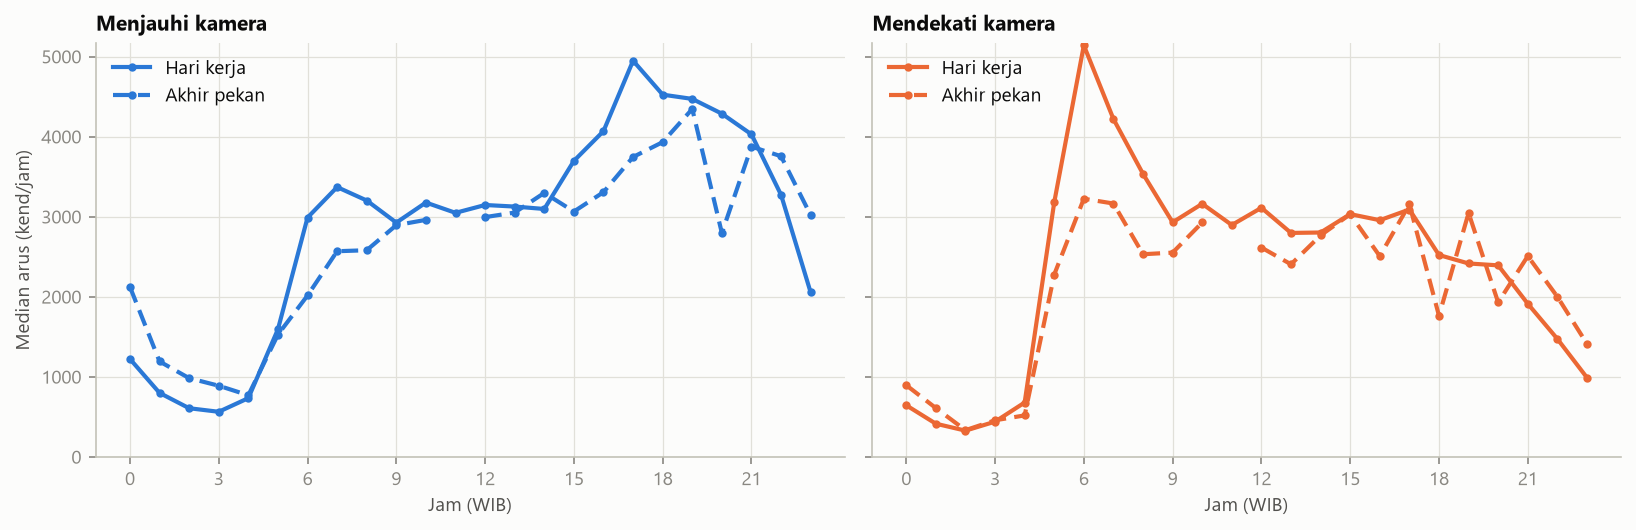 Menjauhi kamera
Hari kerja
Akhir pekan
Median arus (kend/jam)
5000
4000
3000
2000
1000
0
0 3 6 9 12 15 18 21
Jam (WIB)
Mendekati kamera
Hari kerja
Akhir pekan
0 3 6 9 12 15 18 21
Jam (WIB)